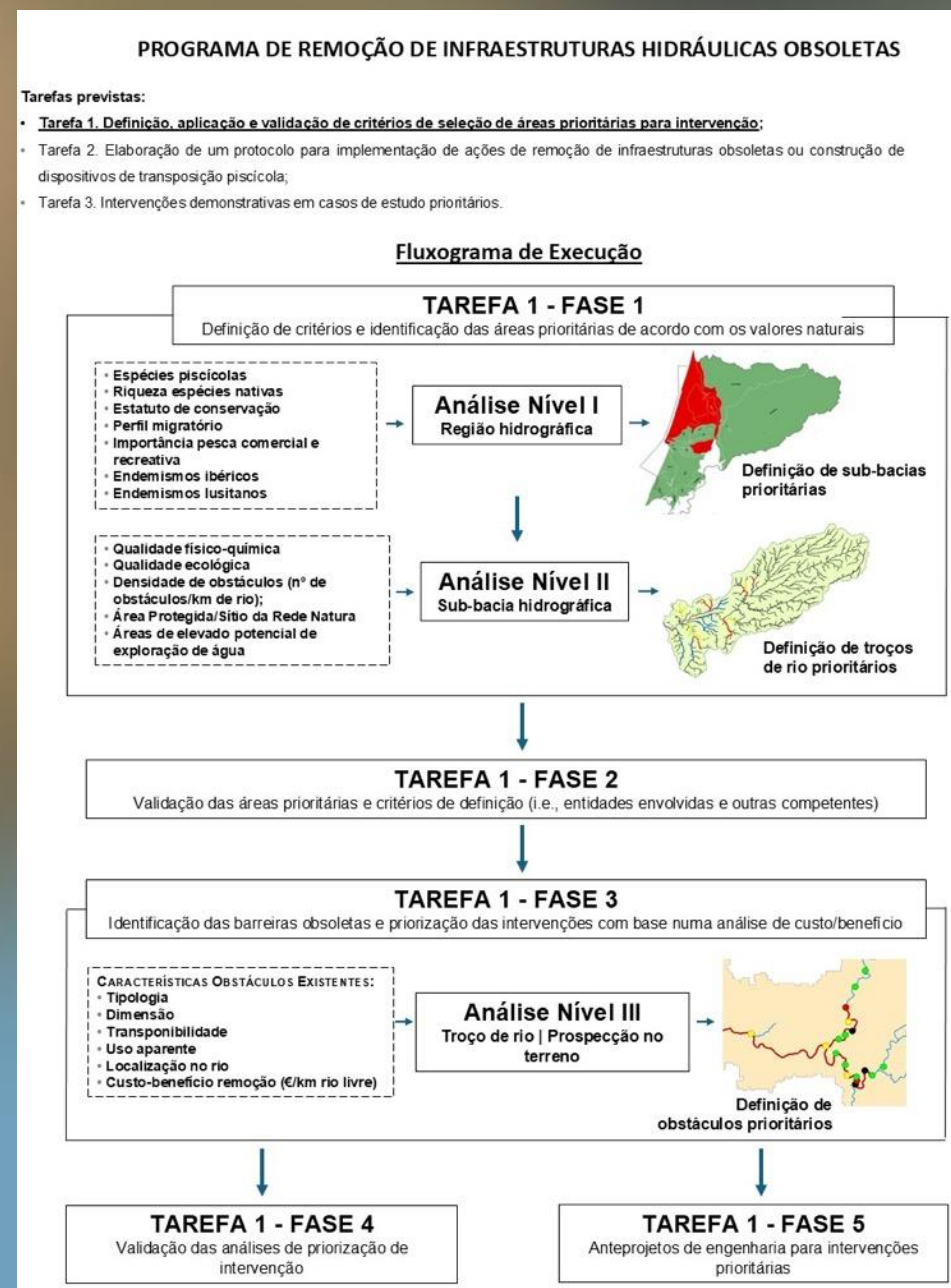 PROGRAMA DE REMOÇÃO DE INFRAESTRUTURAS HIDRÁULICAS OBSOLETAS
Tarefas previstas:
• Tarefa 1. Definição, aplicação e validação de critérios de seleção de áreas prioritárias para intervenção;
• Tarefa 2. Elaboração de um protocolo para implementação de ações de remoção de infraestruturas obsoletas ou construção de
dispositivos de transposição piscícola;
• Tarefa 3. Intervenções demonstrativas em casos de estudo prioritários.
Fluxograma de Execução
TAREFA 1 - FASE 1
Definição de critérios e identificação das áreas prioritárias de acordo com os valores naturais
• Espécies piscícolas
• Riqueza espécies nativas
• Estatuto de conservação
• Perfil migratório
• Importância pesca comercial e
recreativa
• Endemismos ibéricos
• Endemismos lusitanos
Análise Nível I
Região hidrográfica
Definição de sub-bacias
prioritárias
• Qualidade físico-química
• Qualidade ecológica
• Densidade de obstáculos (nº de
obstáculos/km de rio);
• Área Protegida/Sítio da Rede Natura
• Áreas de elevado potencial de
exploração de água
Análise Nível II
Sub-bacia hidrográfica
Definição de troços
de rio prioritários
TAREFA 1 - FASE 2
Validação das áreas prioritárias e critérios de definição (i.e., entidades envolvidas e outras competentes)
TAREFA 1 - FASE 3
Identificação das barreiras obsoletas e priorização das intervenções com base numa análise de custo/benefício
CARACTERÍSTICAS OBSTÁCULOS EXISTENTES:
• Tipologia
• Dimensão
• Transponibilidade
• Uso aparente
• Localização no rio
• Custo-benefício remoção (€/km rio livre)
Análise Nível III
Troço de rio | Prospecção no
terreno
Definição de
obstáculos prioritários
TAREFA 1 - FASE 4
Validação das análises de priorização de
intervenção
TAREFA 1 - FASE 5
Anteprojetos de engenharia para intervenções
prioritárias